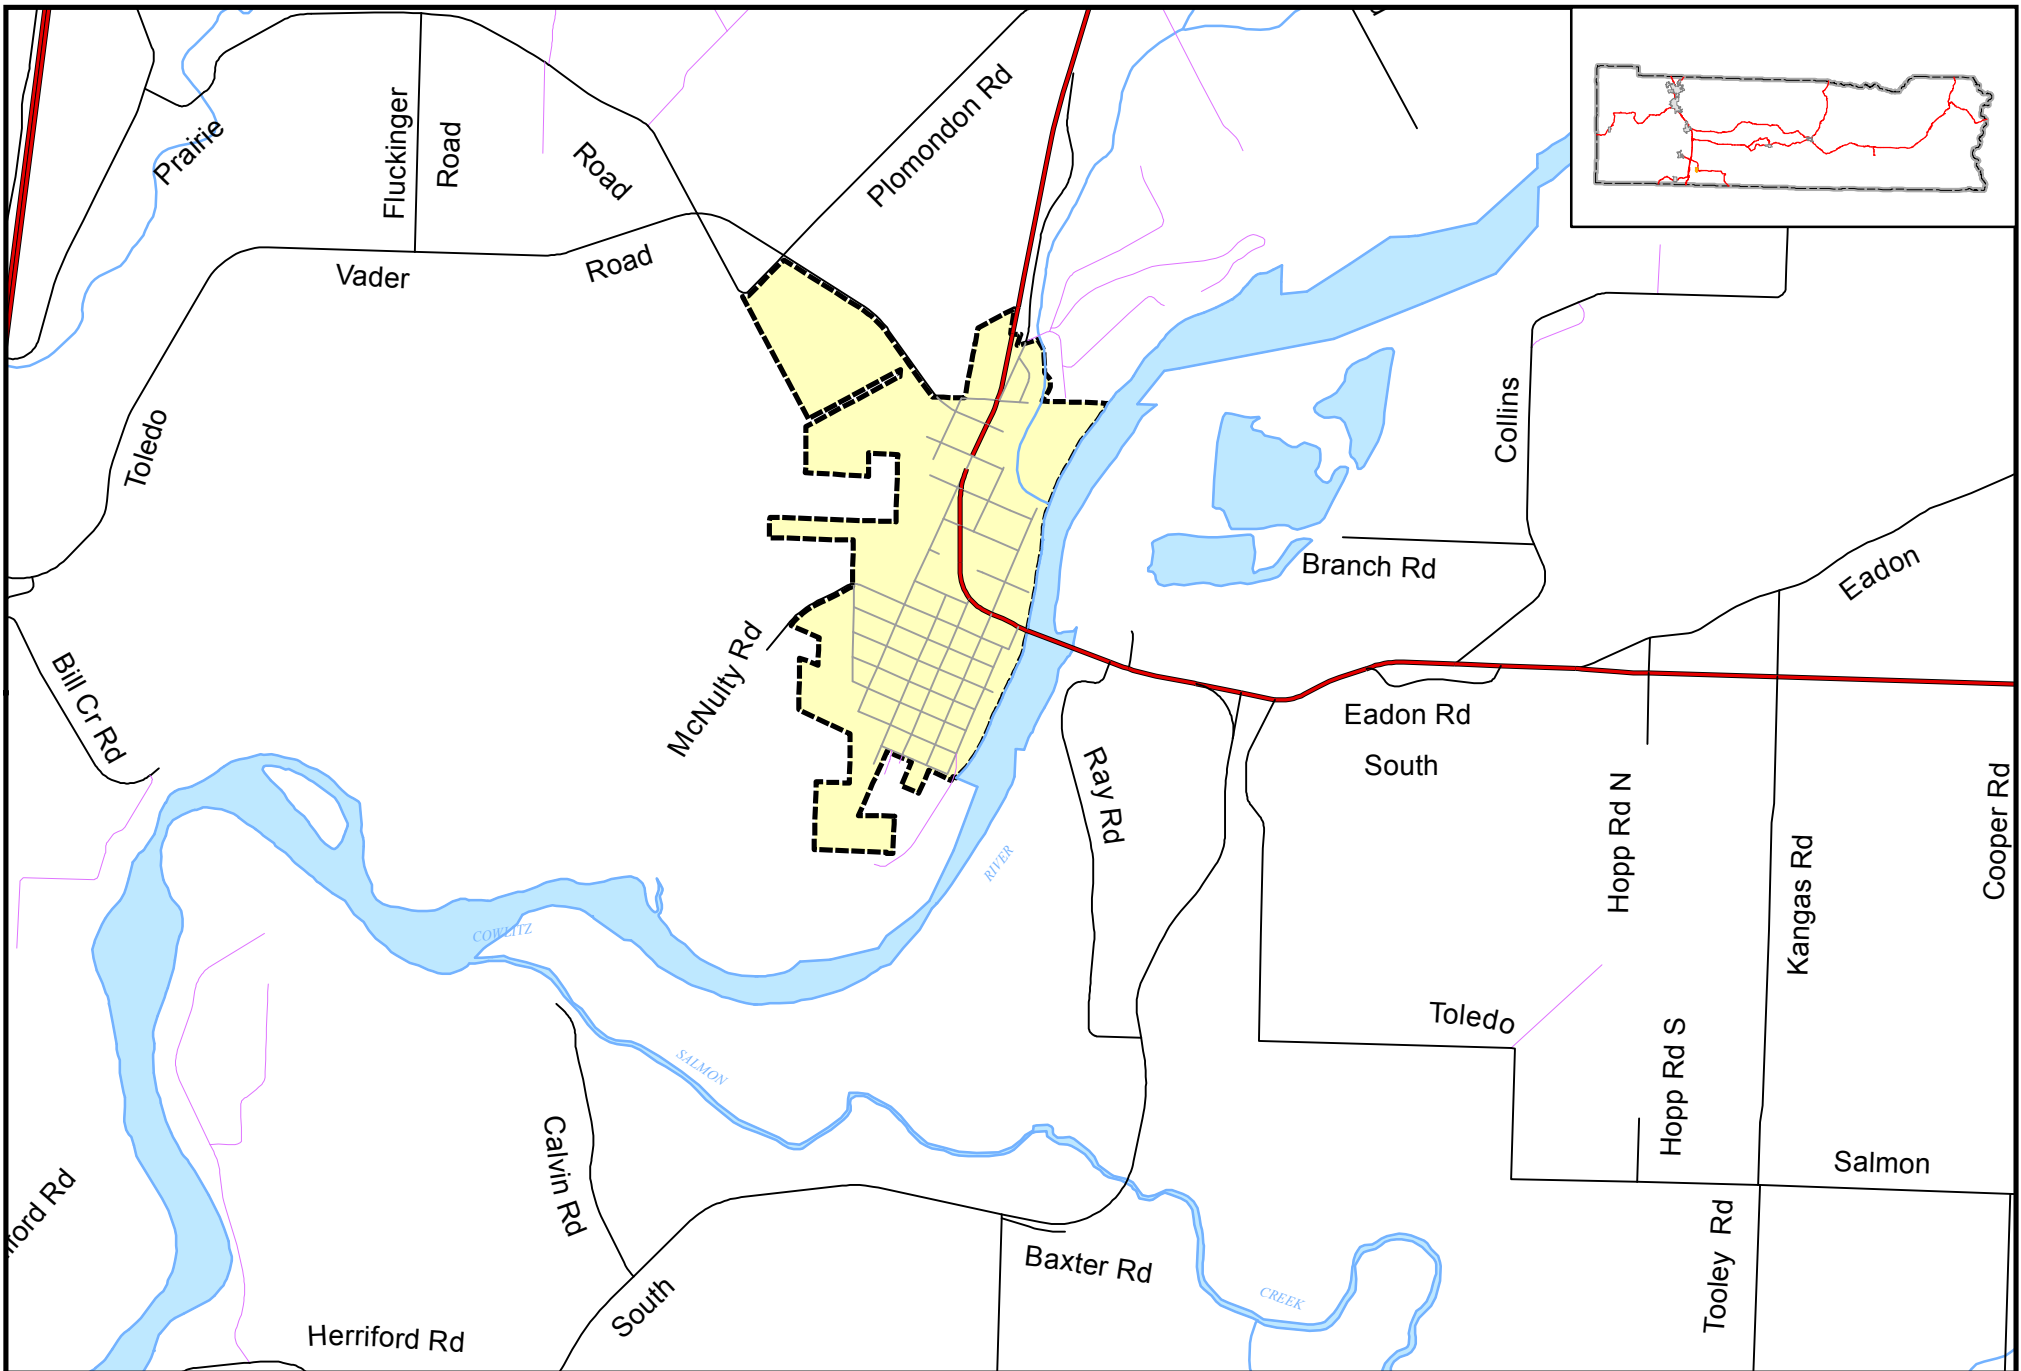 Prairie
Fluckinger
Road
Road
Plomondon Rd
Vader
Road
Toledo
Collins
Branch Rd
Eadon
McNulty Rd
Bill Cr Rd
Eadon Rd
South
Ray Rd
Hopp Rd N
Cooper Rd
Kangas Rd
RIVER
COWLITZ
Toledo
SALMON
Hopp Rd S
Calvin Rd
Salmon
Tooley Rd
Baxter Rd
CREEK
South
Herriford Rd